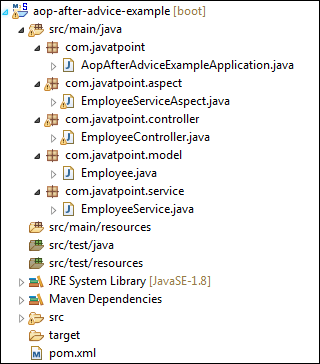 aop-after-advice-example [boot]
src/main/java
com.javatpoint
AopAfterAdviceExampleApplication.java
com.javatpoint.aspect
EmployeeServiceAspect.java
com.javatpoint.controller
EmployeeController.java
com.javatpoint.model
Employee.java
com.javatpoint.service
EmployeeService.java
src/main/resources
src/test/java
src/test/resources
JRE System Library [JavaSE-1.8]
Maven Dependencies
src
target
pom.xml